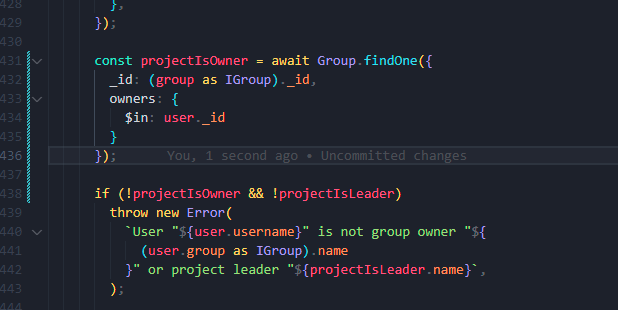 428 },
429 });
430
431 const projectIsOwner = await Group.findOne({
432 _id: (group as IGroup)._id,
433 owners: {
434 $in: user._id
435 }
436 }); You, 1 second ago • Uncommitted changes
437
438 if (!projectIsOwner && !projectIsLeader)
439 throw new Error(
440 `User "${user.username}" is not group owner "${
441 (user.group as IGroup).name
442 }" or project leader "${projectIsLeader.name}`,
443 );
444